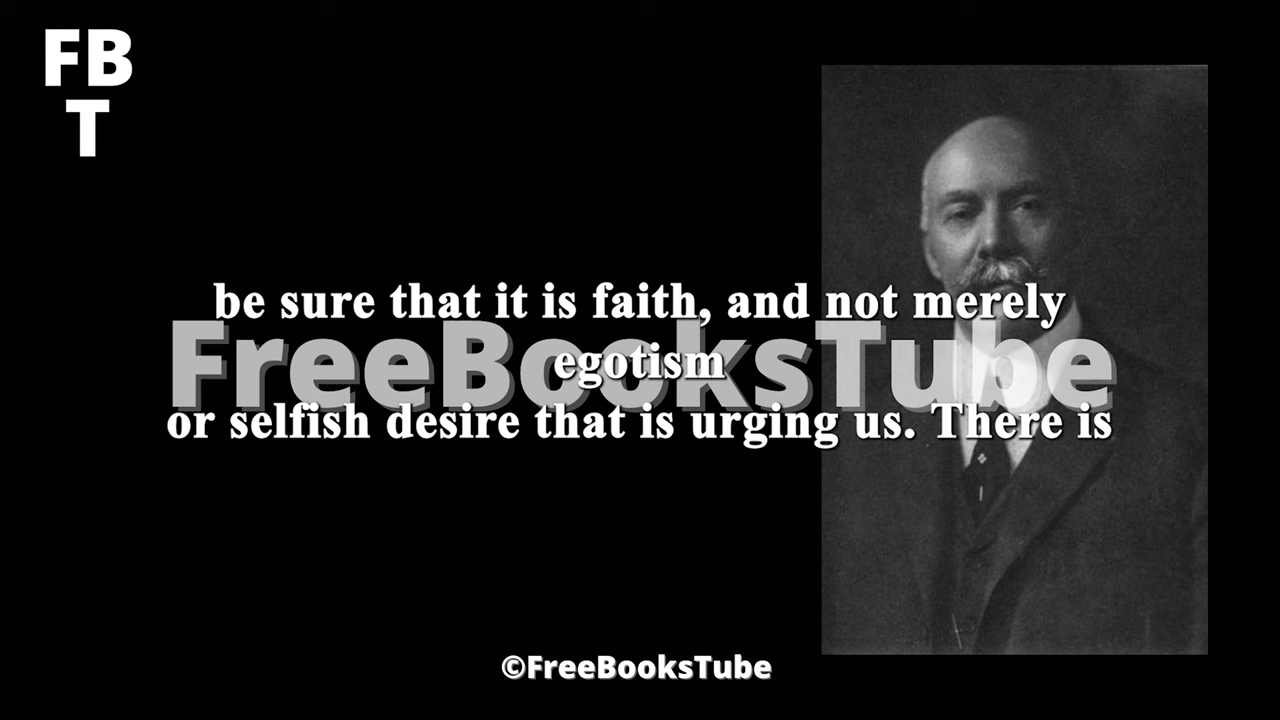 FB
T
be sure that it is faith, and not merely
FreeBooksTube
egotism
or selfish desire that is urging us. There is
©FreeBooksTube